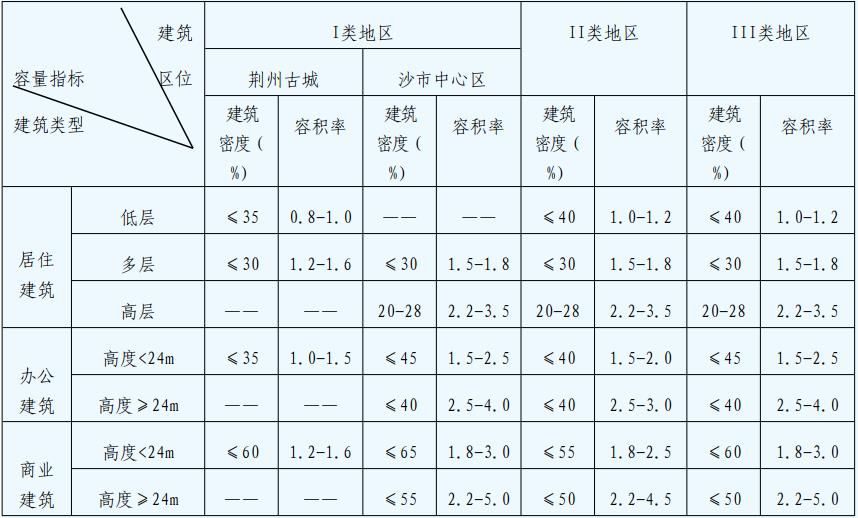 建筑 I类地区 II类地区 III类地区
容量指标 区位 荆州古城 沙市中心区
建筑类型 建筑密度(%) 容积率 建筑密度(%) 容积率 建筑密度(%) 容积率 建筑密度(%) 容积率
居住建筑 低层 ≤35 0.8-1.0 —— —— ≤40 1.0-1.2 ≤40 1.0-1.2
多层 ≤30 1.2-1.6 ≤30 1.5-1.8 ≤30 1.5-1.8 ≤30 1.5-1.8
高层 —— —— 20-28 2.2-3.5 20-28 2.2-3.5 20-28 2.2-3.5
办公建筑 高度<24m ≤35 1.0-1.5 ≤45 1.5-2.5 ≤40 1.5-2.0 ≤45 1.5-2.5
高度≥24m —— —— ≤40 2.5-4.0 ≤40 2.5-3.0 ≤40 2.5-4.0
商业建筑 高度<24m ≤60 1.2-1.6 ≤65 1.8-3.0 ≤55 1.8-2.5 ≤60 1.8-3.0
高度≥24m —— —— ≤55 2.2-5.0 ≤50 2.2-4.5 ≤50 2.2-5.0